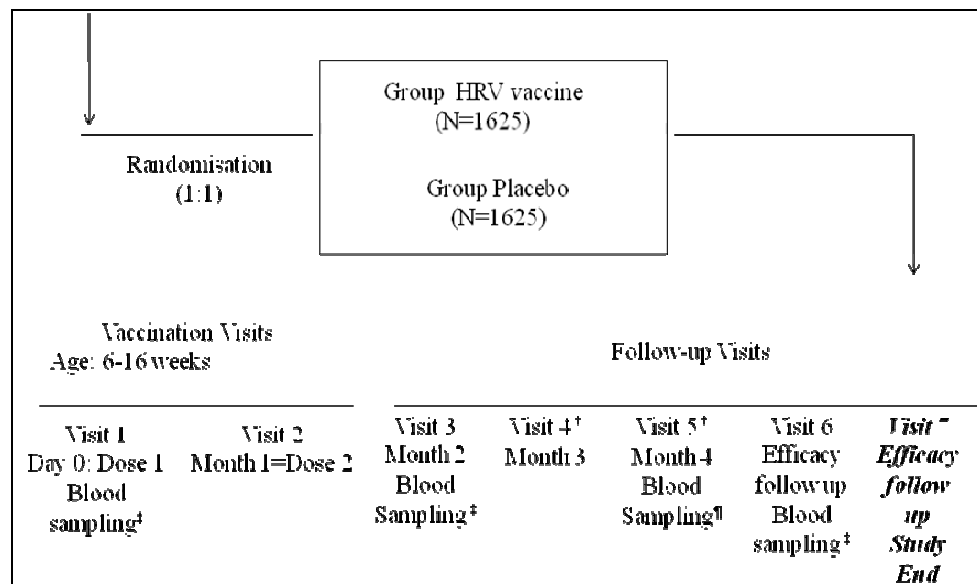 Group HRV vaccine
(N=1625)
Randomisation
(1:1)
Group Placebo
(N=1625)
Vaccination Visits
Age: 6-16 weeks
Follow-up Visits
Visit 1
Day 0: Dose 1
Blood
sampling‡
Visit 2
Month 1=Dose 2
Visit 3
Month 2
Blood
Sampling‡
Visit 4†
Month 3
Visit 5†
Month 4
Blood
Sampling¶
Visit 6
Efficacy
follow up
Blood
sampling‡
Visit
Efficacy
follow
up
Study
End